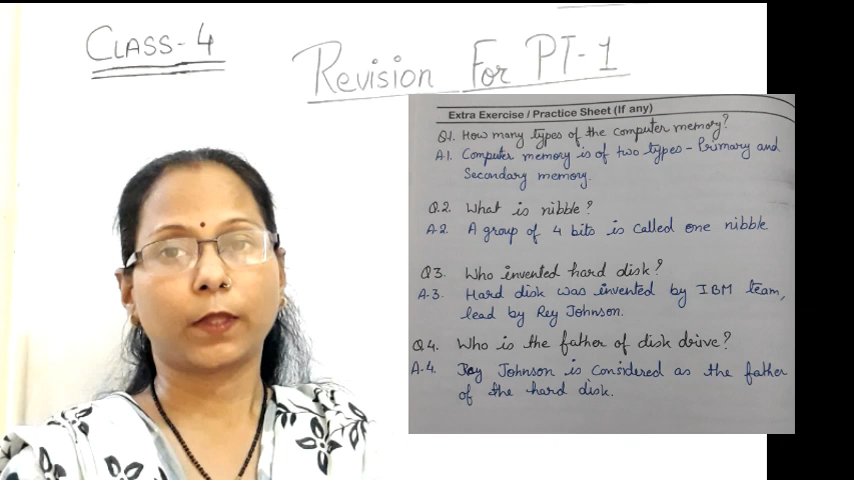 CLASS-4
Revision For PT-1
Extra Exercise / Practice Sheet (If any)
Q1. How many types of the computer memory?
A1. Computer memory is of two types - Primary and
Secondary memory.
Q.2. What is nibble?
A2. A group of 4 bits is called one nibble
Q3. Who invented hard disk?
A.3. Hard disk was invented by IBM team,
lead by Rey Johnson.
Q4. Who is the father of disk drive?
A-4. Johnson is considered as the father
of the hard disk.